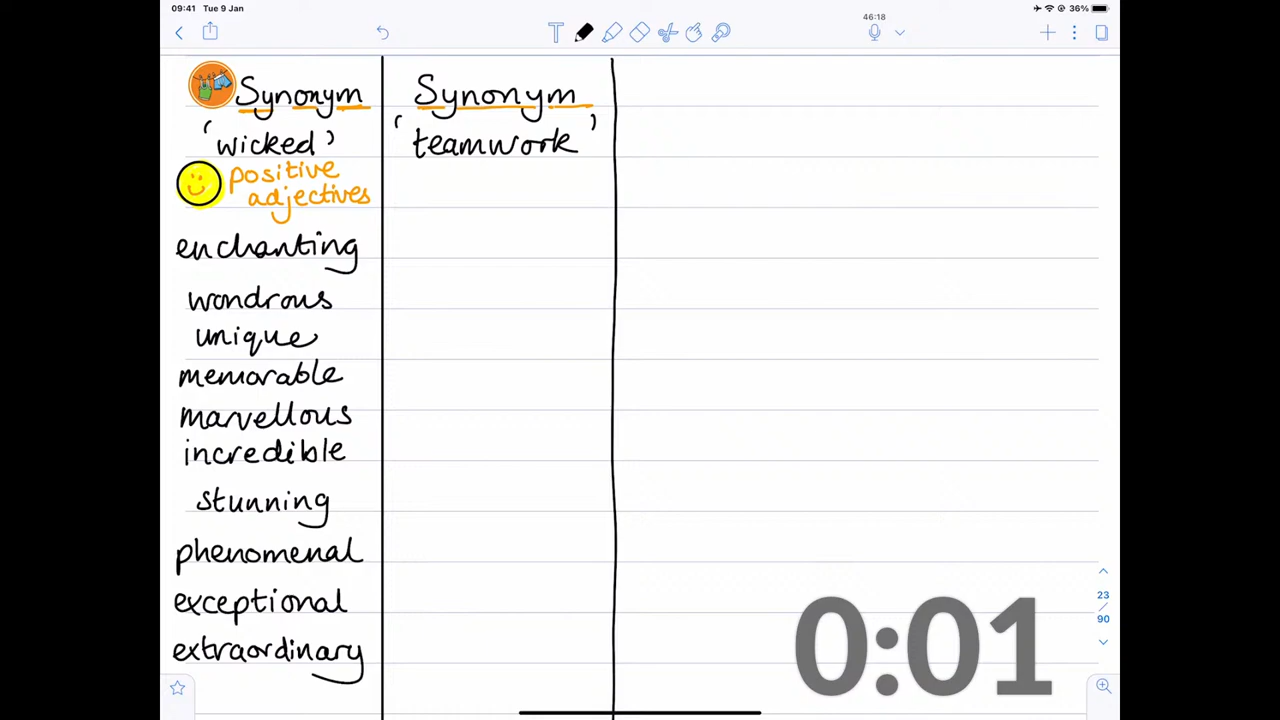 09:41 Tue 9 Jan
36%
46:18
T
Synonym
'wicked'
positive
adjectives
enchanting
wondrous
unique
memorable
marvellous
incredible
stunning
phenomenal
exceptional
extraordinary
Synonym
'teamwork'
23
/
90
0:01